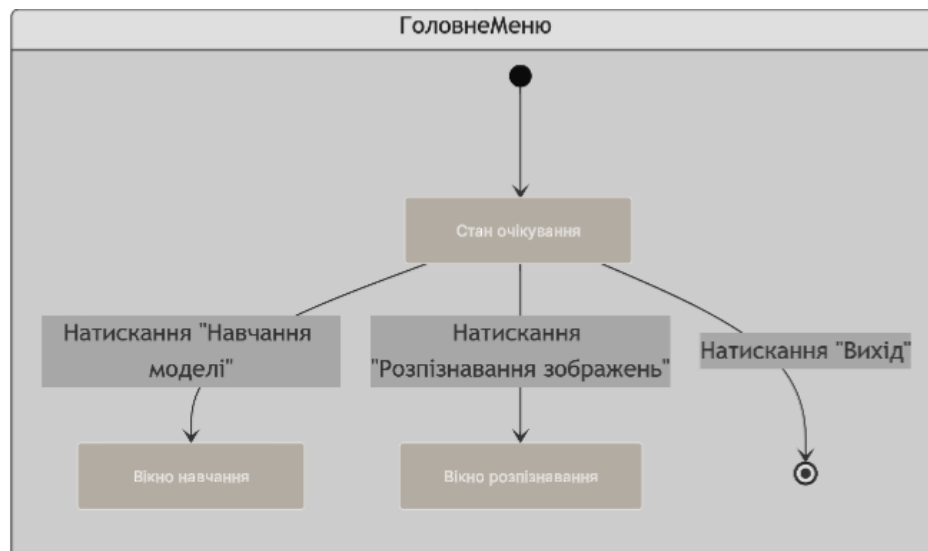 ГоловнеМеню
Стан очікування
Натискання "Навчання
моделі"
Натискання
"Розпізнавання зображень"
Натискання "Вихід"
Вікно навчання
Вікно розпізнавання